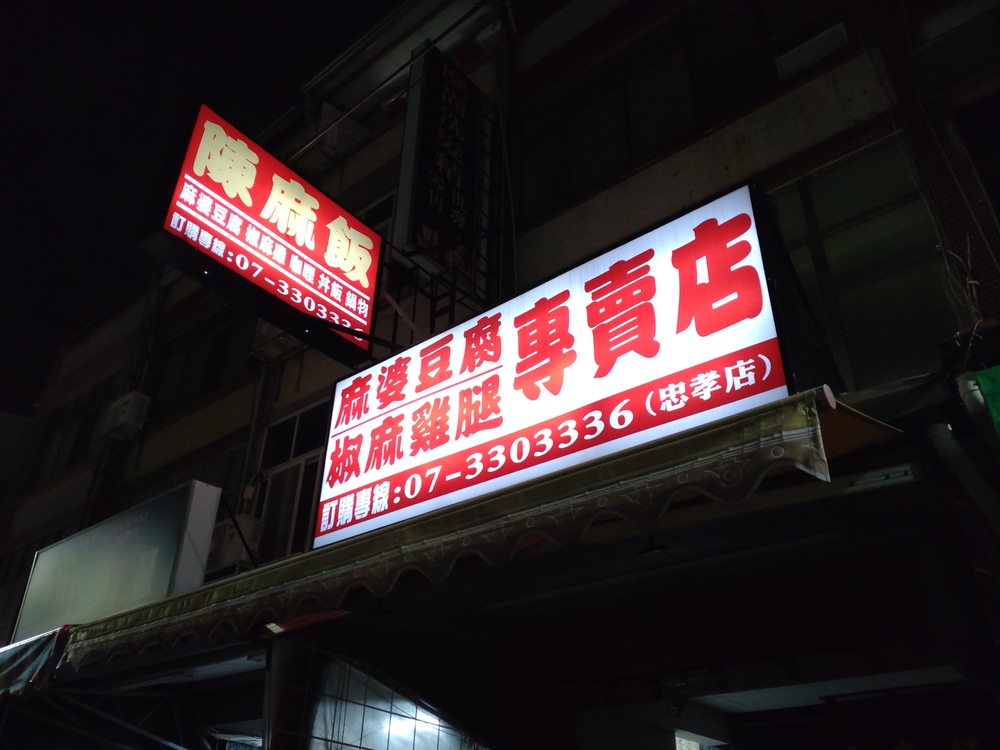 陳麻飯
麻婆豆腐 椒麻雞 咖哩 丼飯 鍋物
訂購專線:07-3303336
麻婆豆腐
椒麻雞腿
專賣店
訂購專線:07-3303336(忠孝店)